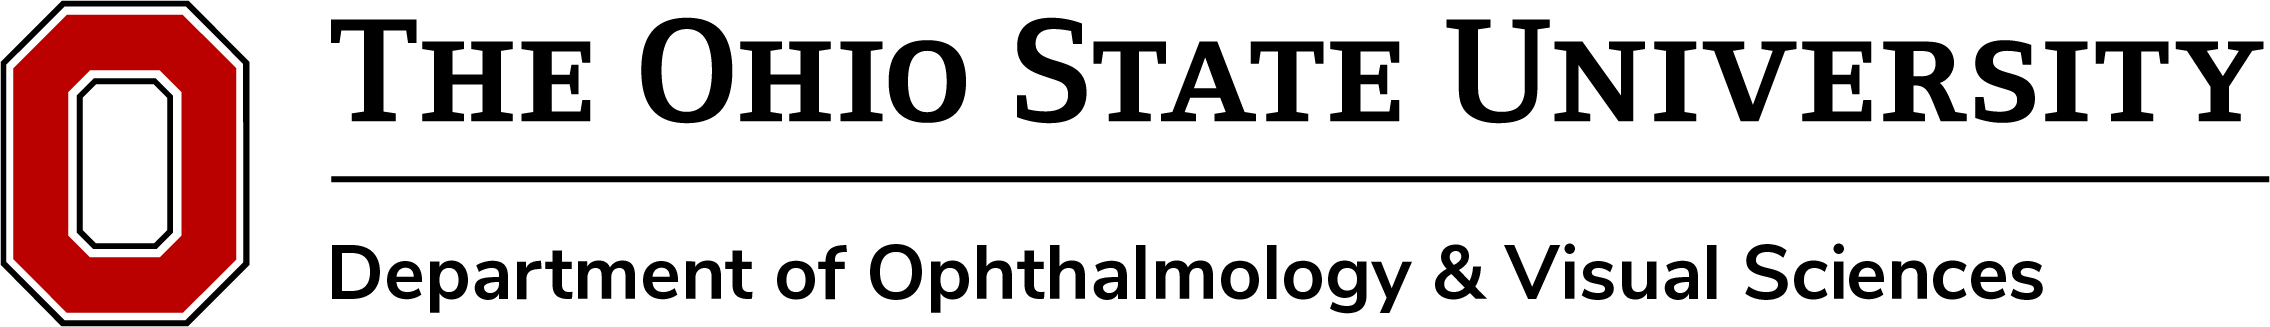 THE OHIO STATE UNIVERSITY
Department of Ophthalmology & Visual Sciences